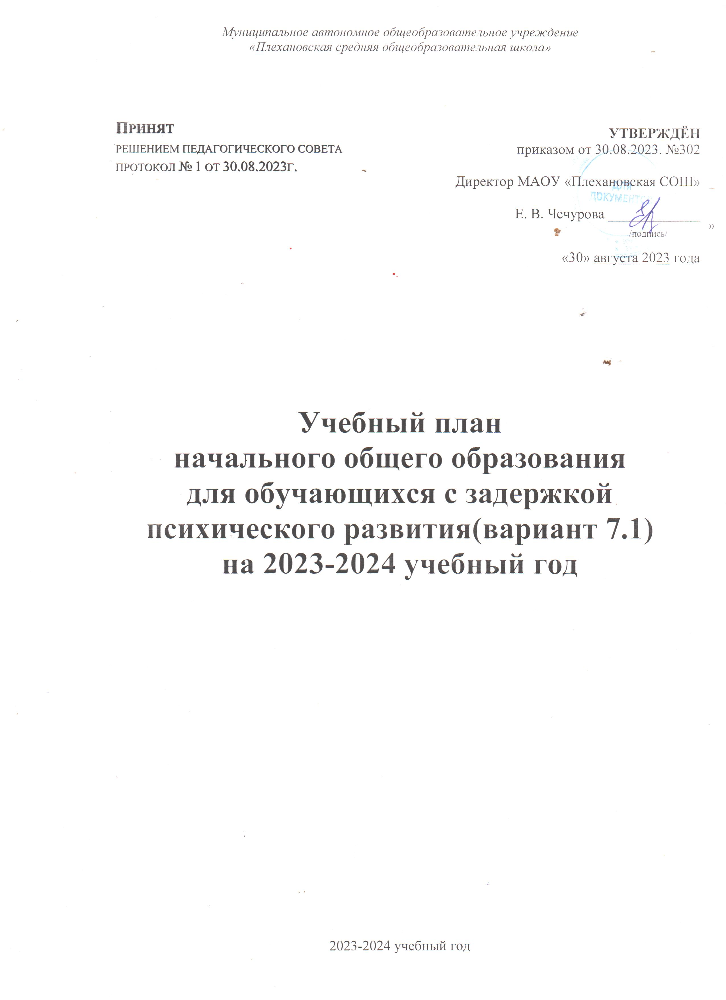 Муниципальное автономное общеобразовательное учреждение
«Плехановская средняя общеобразовательная школа»
Принят
РЕШЕНИЕМ ПЕДАГОГИЧЕСКОГО СОВЕТА
ПРОТОКОЛ № 1 ОТ 30.08.2023г.
УТВЕРЖДЁН
приказом от 30.08.2023. №302
Директор МАОУ «Плехановская СОШ»
ДЛЯ
ДОКУМЕНТОВ
Е. В. Чечурова _______________
»
/подпись/
«30» августа 2023 года
Учебный план
начального общего образования
для обучающихся с задержкой
психического развития(вариант 7.1)
на 2023-2024 учебный год
2023-2024 учебный год